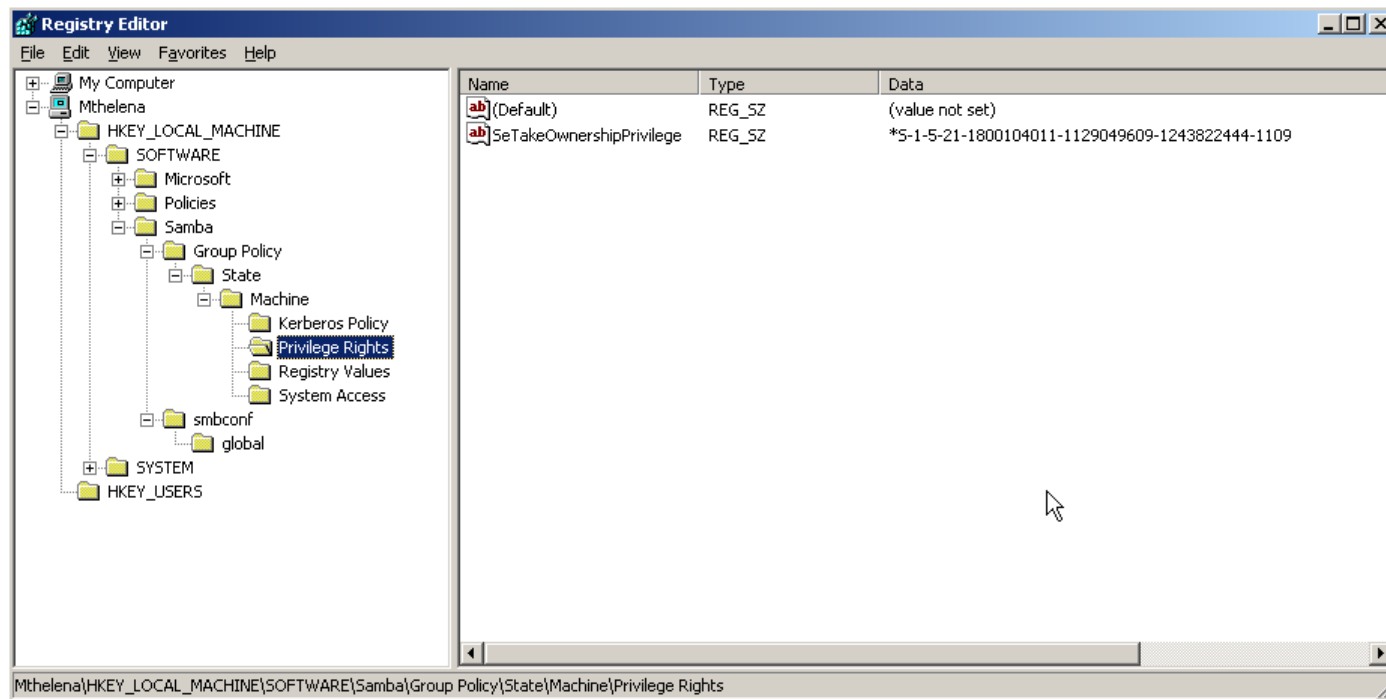 Registry Editor
File Edit View Favorites Help
My Computer
Mthelena
HKEY_LOCAL_MACHINE
SOFTWARE
Microsoft
Policies
Samba
Group Policy
State
Machine
Kerberos Policy
Privilege Rights
Registry Values
System Access
smbconf
global
SYSTEM
HKEY_USERS
Name Type Data
ab (Default) REG_SZ (value not set)
ab SeTakeOwnershipPrivilege REG_SZ *S-1-5-21-1800104011-1129049609-1243822444-1109
Mthelena\HKEY_LOCAL_MACHINE\SOFTWARE\Samba\Group Policy\State\Machine\Privilege Rights